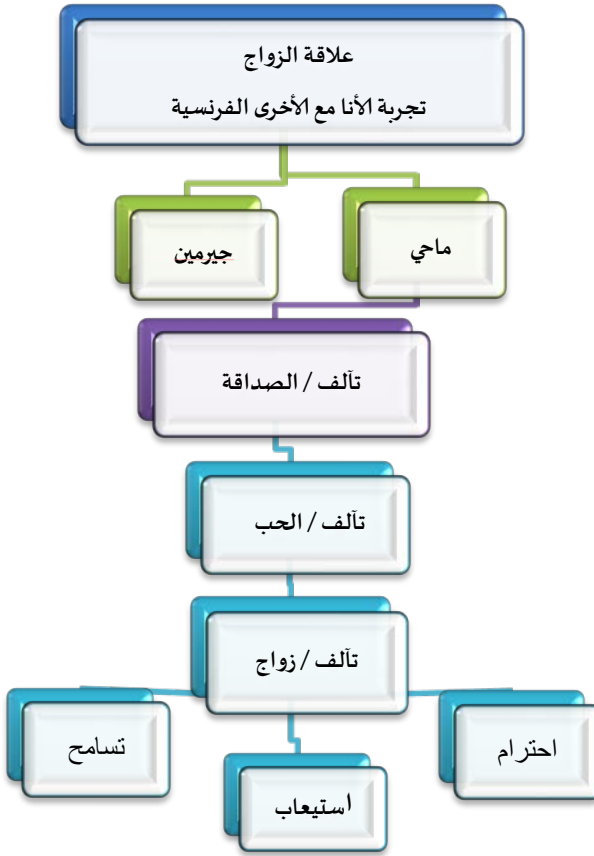 علاقة الزواج
تجربة الأنا مع الأخرى الفرنسية
ماحي
جيرمين
تآلف / الصداقة
تآلف / الحب
تآلف / زواج
احترام
استيعاب
تسامح